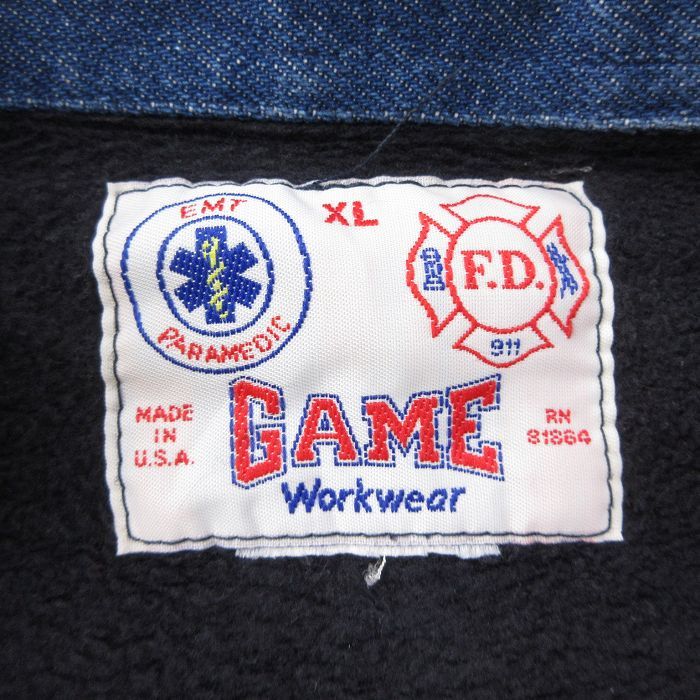 EMT
PARAMEDIC
XL
F.D.
911
MADE
IN
U.S.A.
GAME
Workwear
RN
81864